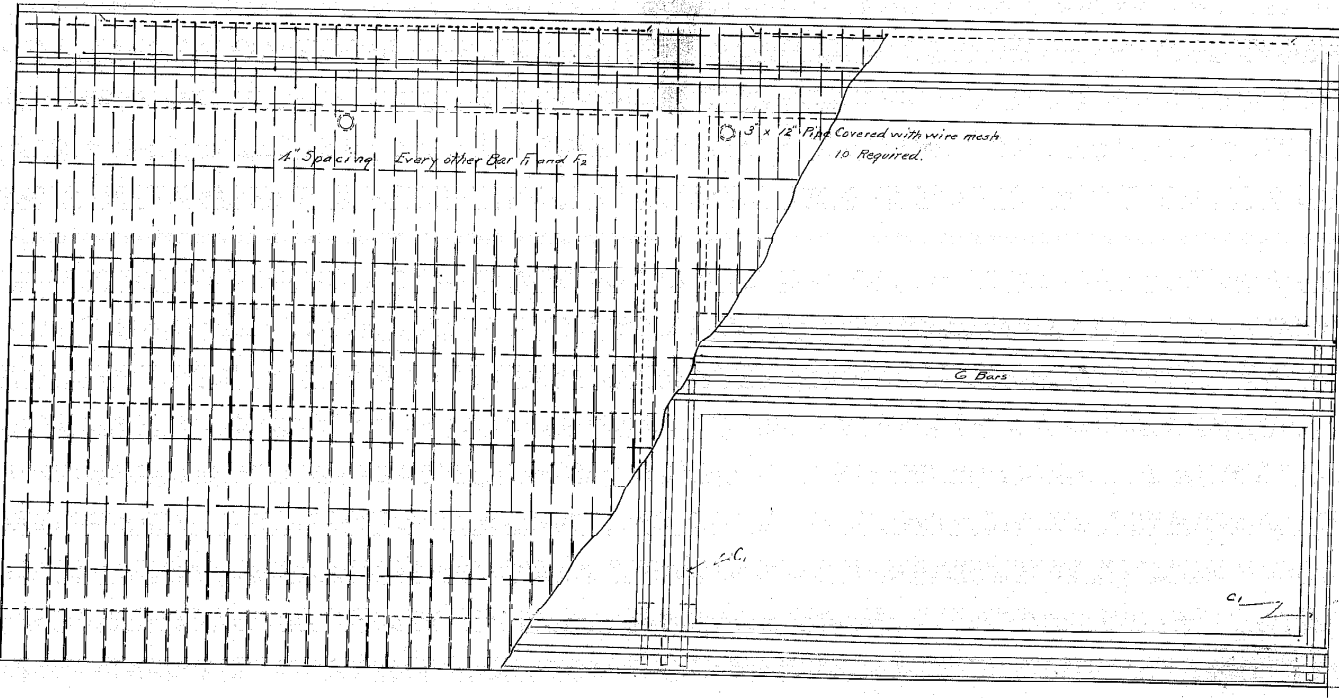 3" x 12" Pipe Covered with wire mesh
10 Required.
4" Spacing Every other Bar F1 and F2
G Bars
C1
C1